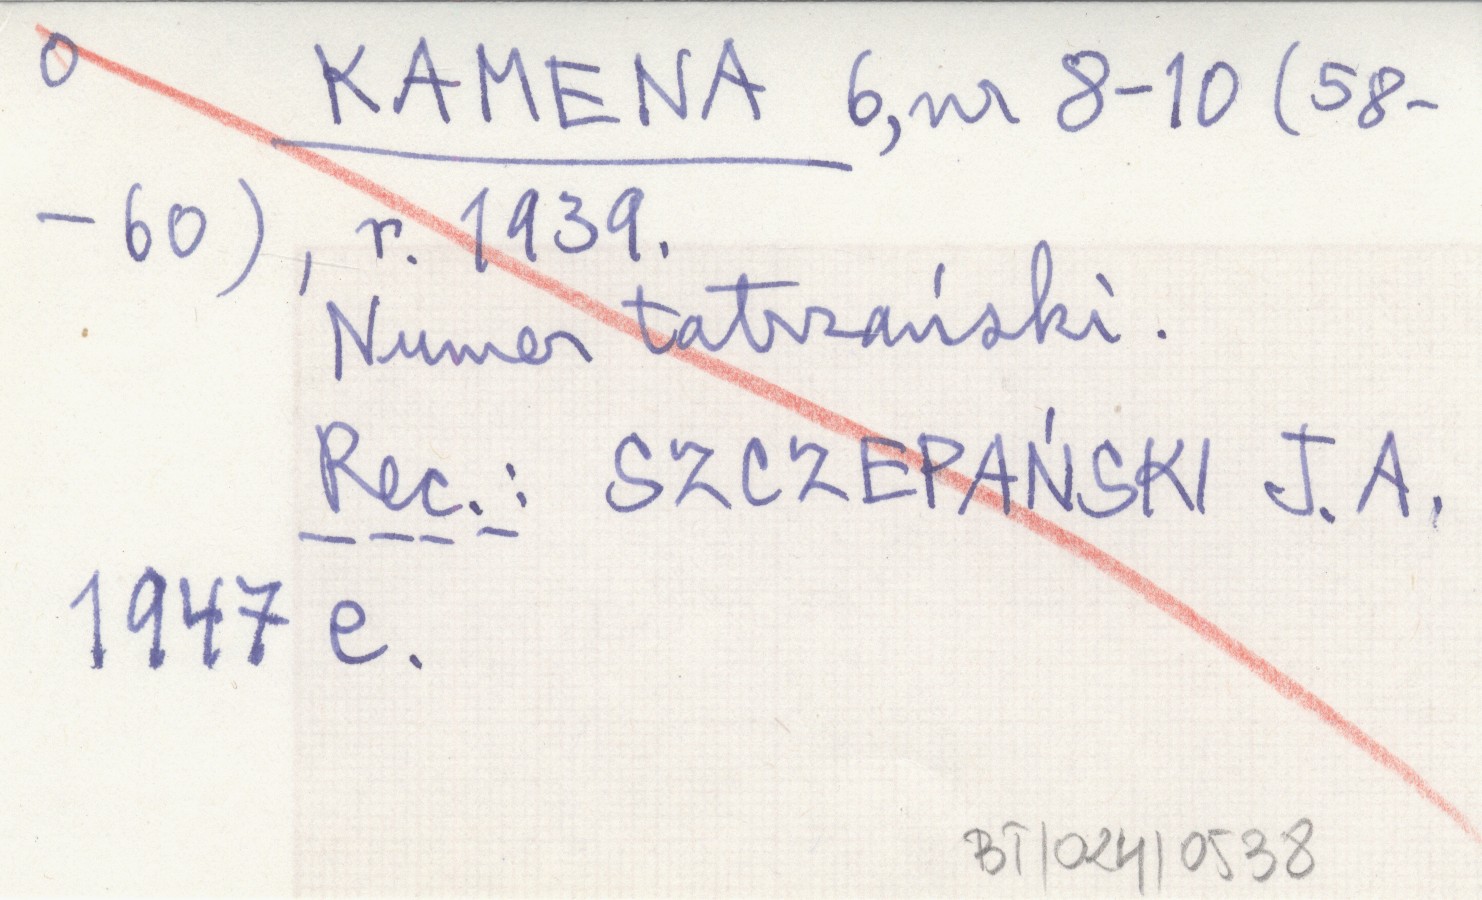 O KAMENA 6, nr 8-10 (58-
-60), r. 1939.
Numer tatrzański.
Rec.: SZCZEPAŃSKI J. A.
1947 e.
BT/024/0538